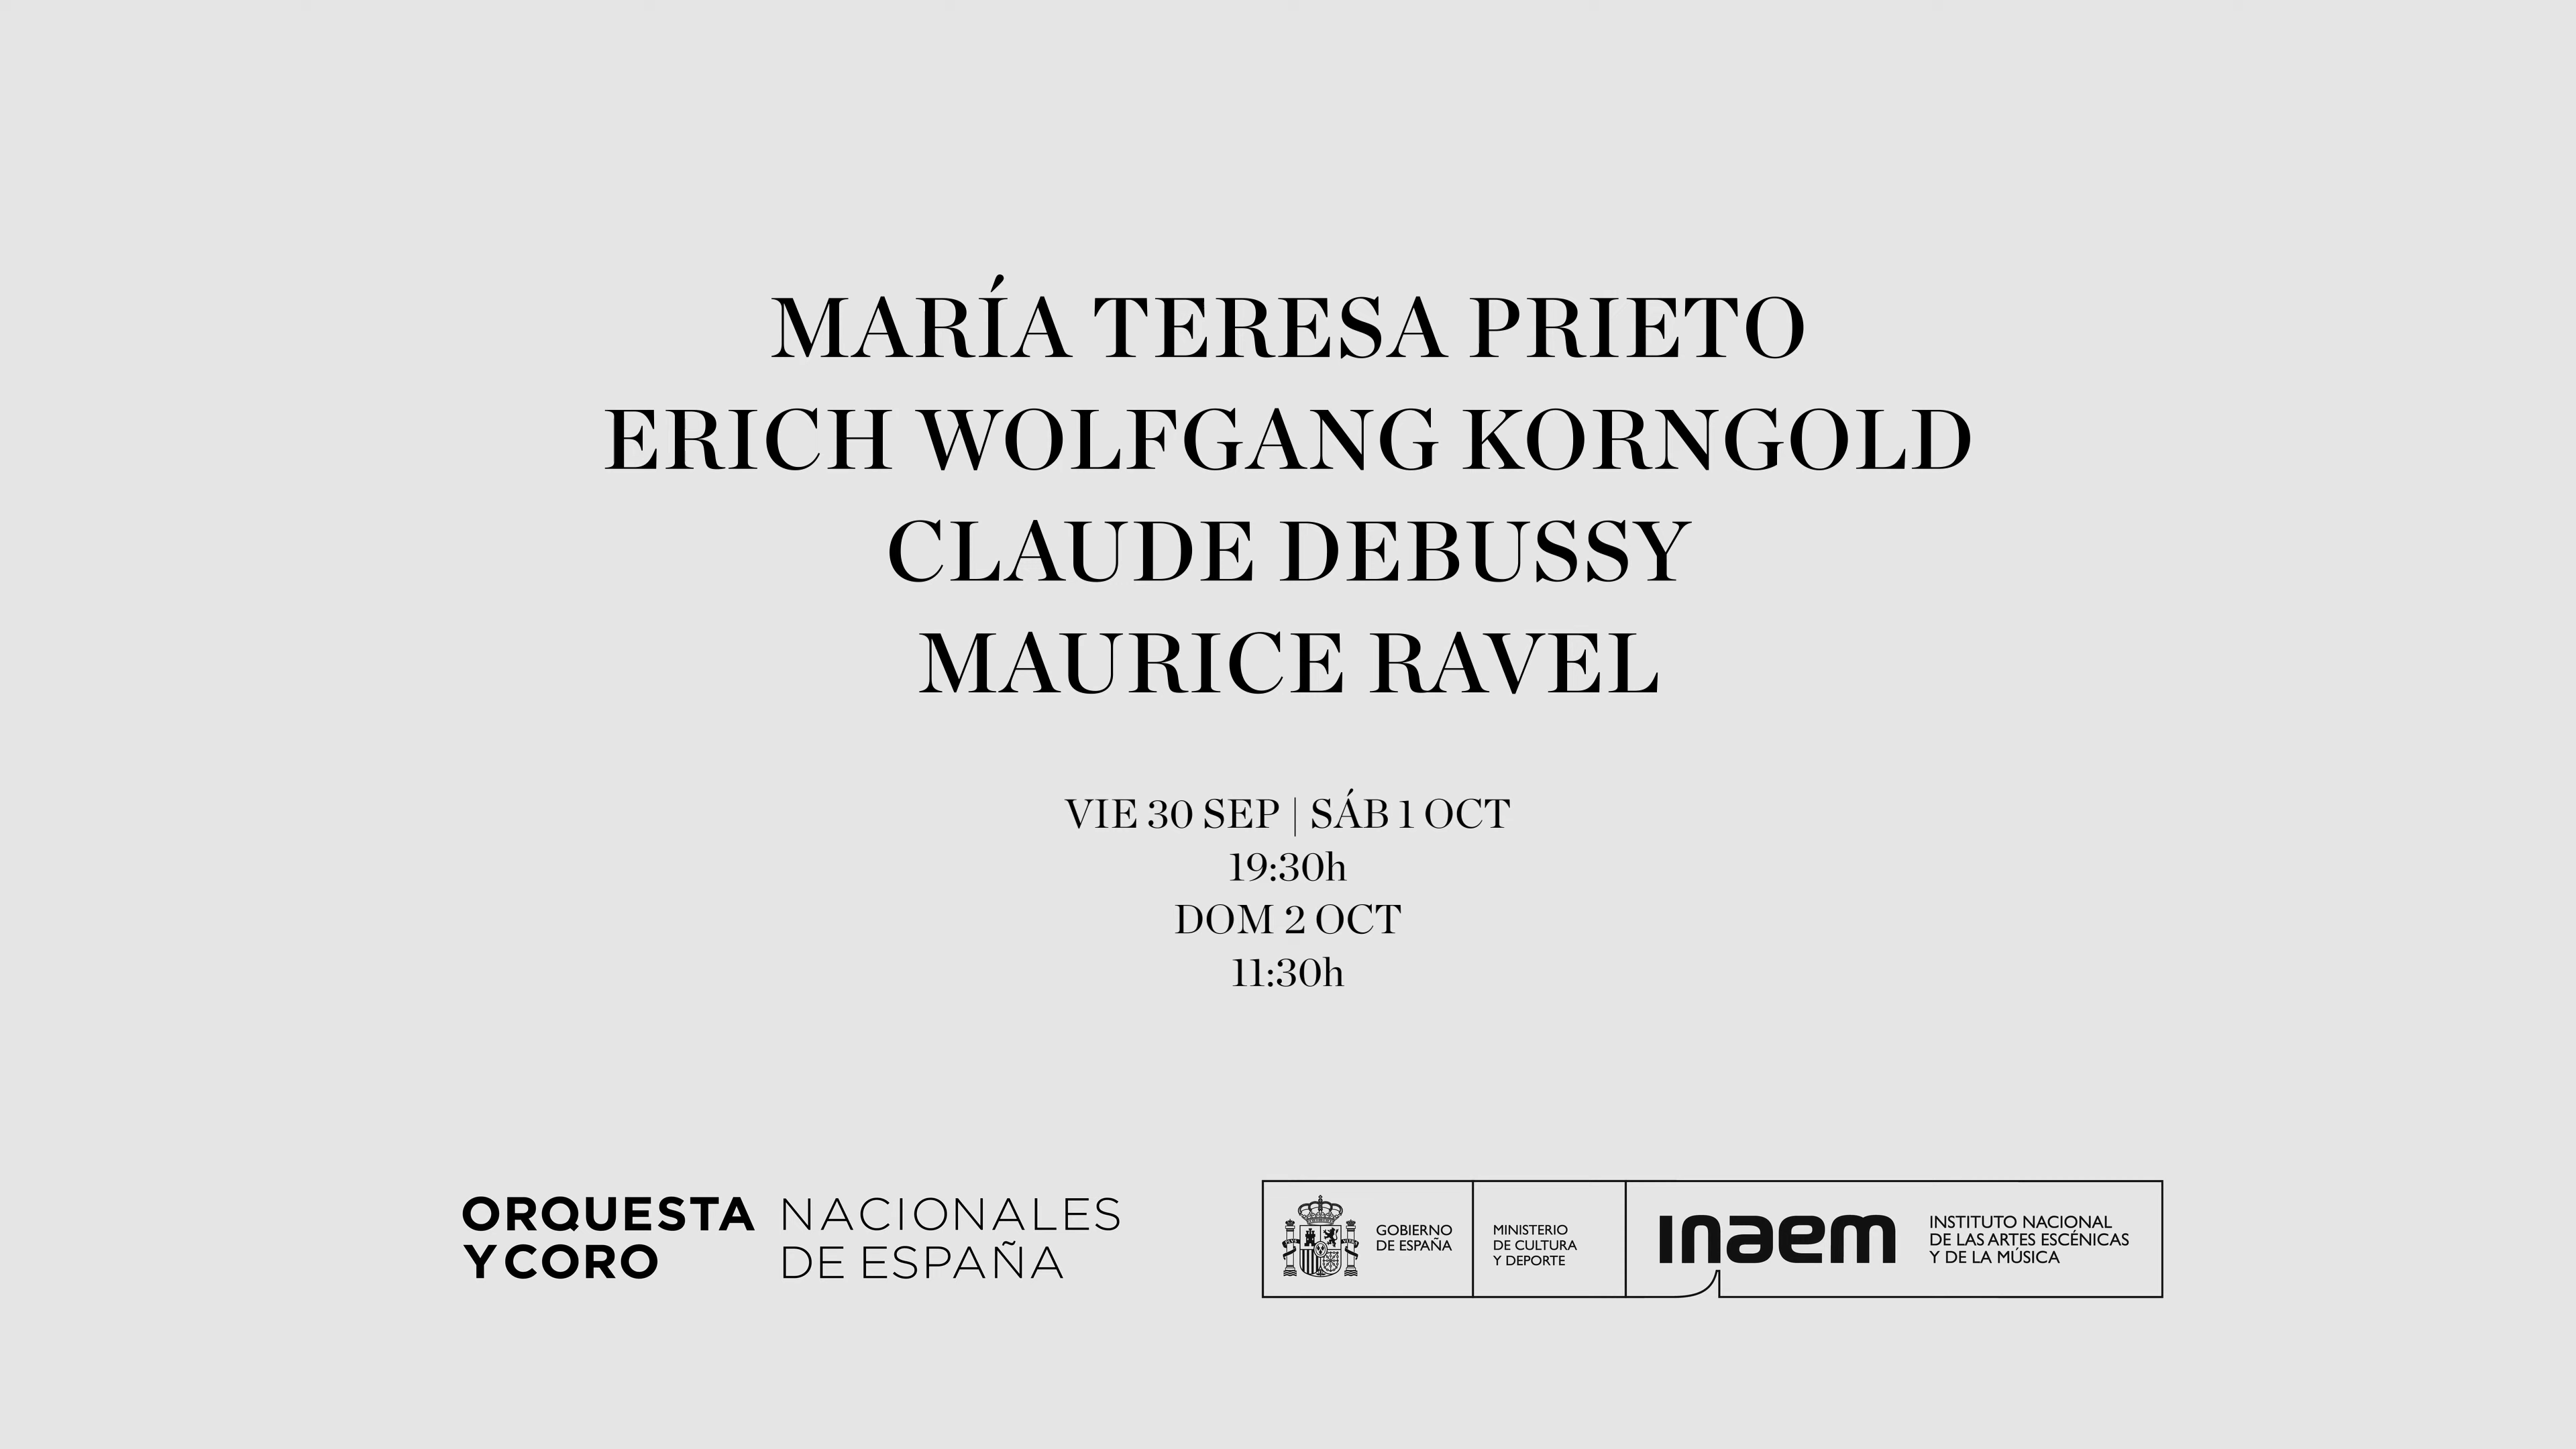 MARÍA TERESA PRIETO
ERICH WOLFGANG KORNGOLD
CLAUDE DEBUSSY
MAURICE RAVEL
VIE 30 SEP | SÁB 1 OCT
19:30h
DOM 2 OCT
11:30h
ORQUESTA NACIONALES
Y CORO DE ESPAÑA
GOBIERNO
DE ESPAÑA
MINISTERIO
DE CULTURA
Y DEPORTE
inaem
INSTITUTO NACIONAL
DE LAS ARTES ESCÉNICAS
Y DE LA MÚSICA